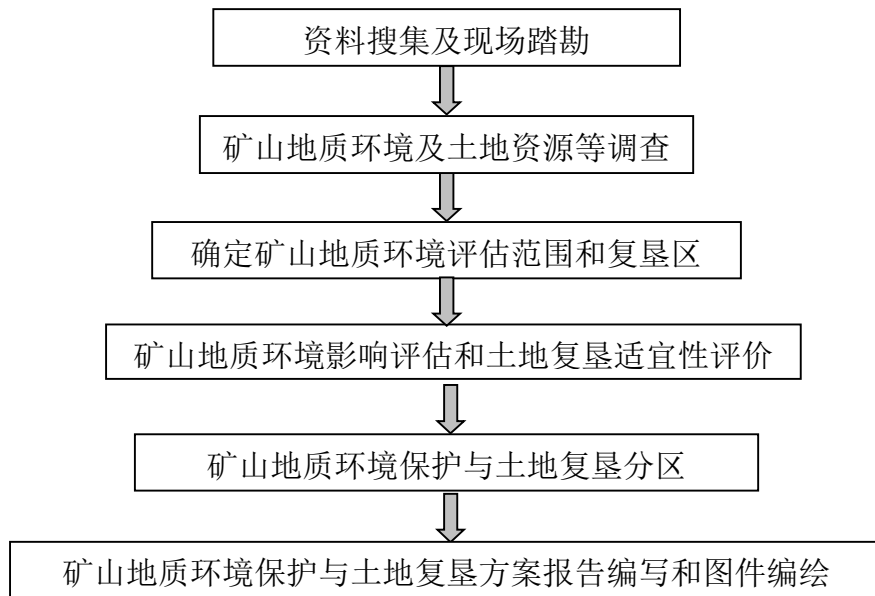 资料搜集及现场踏勘
矿山地质环境及土地资源等调查
确定矿山地质环境评估范围和复垦区
矿山地质环境影响评估和土地复垦适宜性评价
矿山地质环境保护与土地复垦分区
矿山地质环境保护与土地复垦方案报告编写和图件编绘